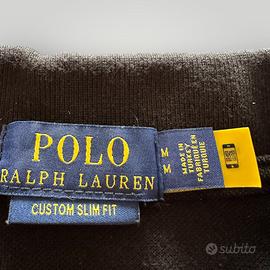 POLO
RALPH LAUREN
CUSTOM SLIM FIT
M
M
MADE IN
TURKEY
FABRIQUÉ EN
TURQUIE
subito